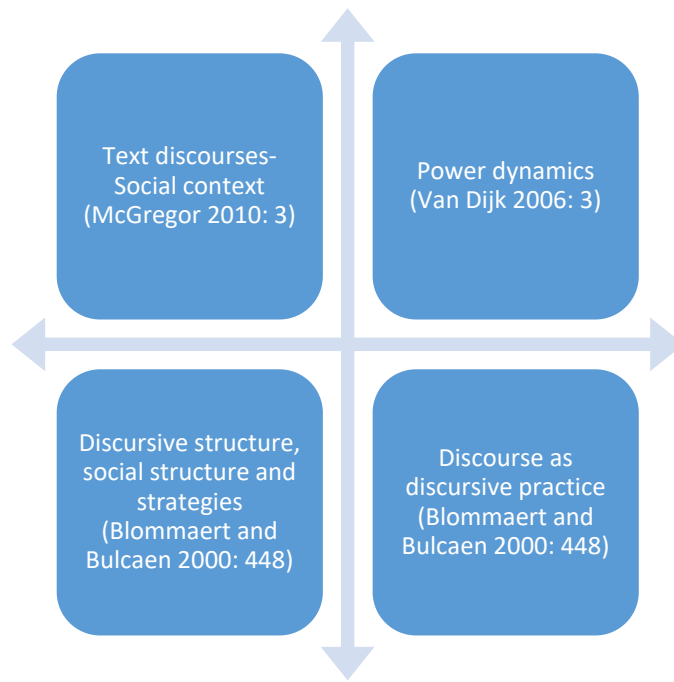 Text discourses-
Social context
(McGregor 2010: 3)
Power dynamics
(Van Dijk 2006: 3)
Discursive structure,
social structure and
strategies
(Blommaert and
Bulcaen 2000: 448)
Discourse as
discursive practice
(Blommaert and
Bulcaen 2000: 448)